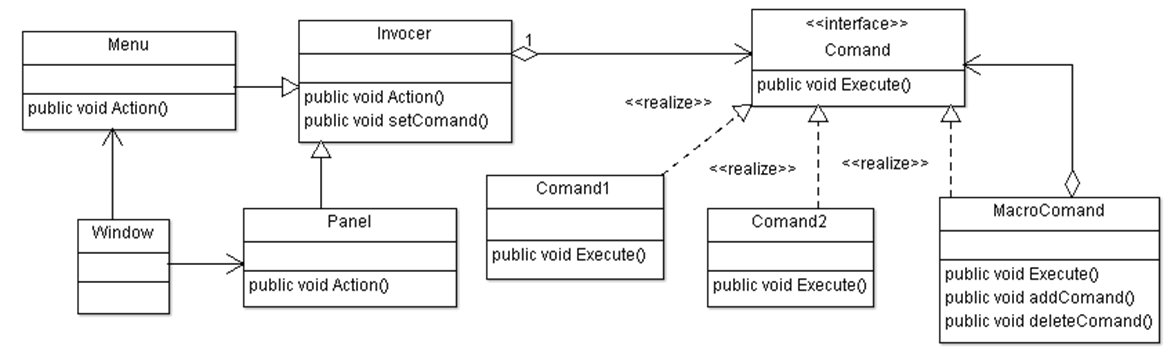 Menu
public void Action()
Invocer
public void Action()
public void setComand()
1
<<interface>>
Comand
public void Execute()
<<realize>>
<<realize>>
<<realize>>
Window
Panel
public void Action()
Comand1
public void Execute()
Comand2
public void Execute()
MacroComand
public void Execute()
public void addComand()
public void deleteComand()